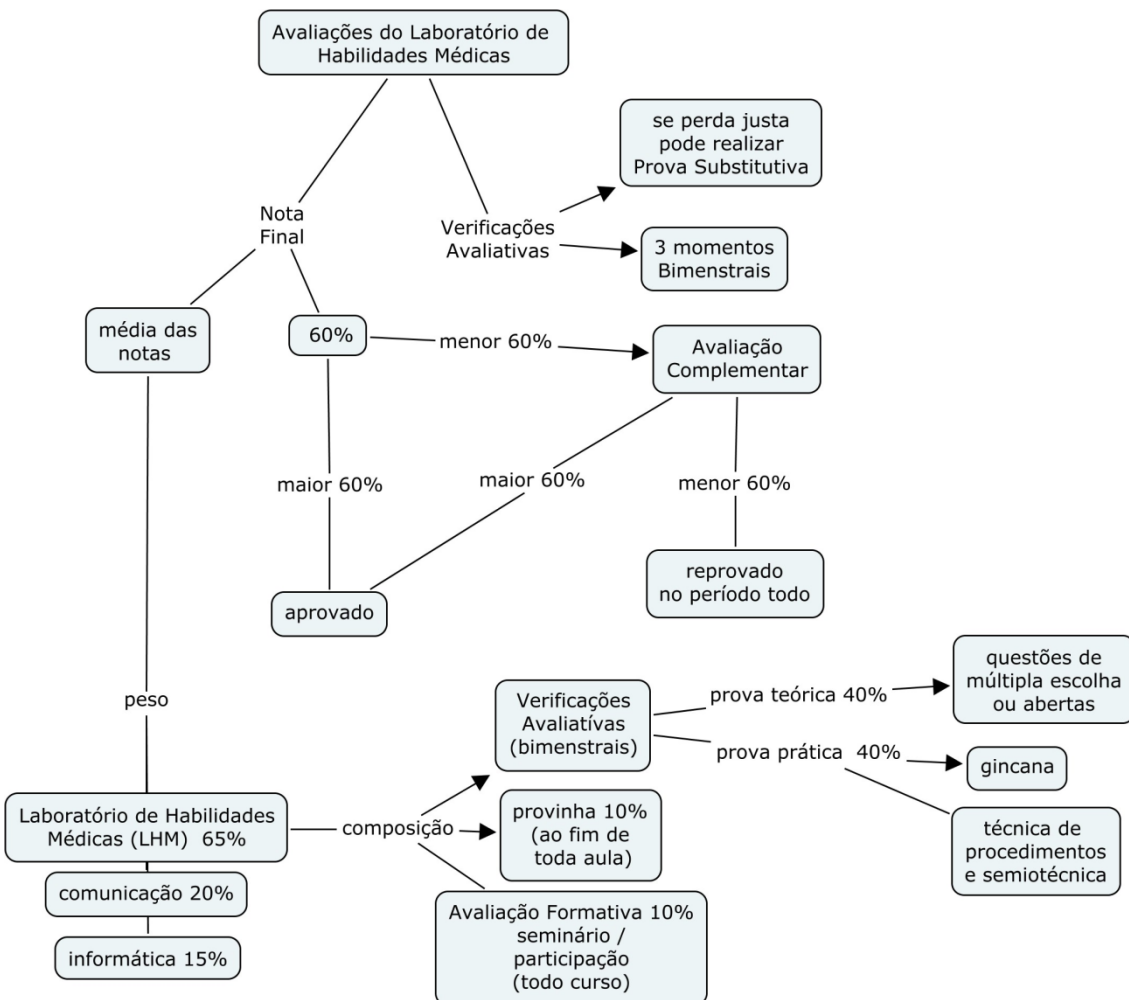 Avaliações do Laboratório de
Habilidades Médicas
se perda justa
pode realizar
Prova Substitutiva
Nota
Final
Verificações
Avaliativas
3 momentos
Bimenstrais
média das
notas
60%
menor 60%
Avaliação
Complementar
maior 60%
maior 60%
menor 60%
aprovado
reprovado
no período todo
peso
Verificações
Avaliatívas
(bimenstrais)
prova teórica 40%
questões de
múltipla escolha
ou abertas
prova prática 40%
gincana
técnica de
procedimentos
e semiotécnica
Laboratório de Habilidades
Médicas (LHM) 65%
composição
provinha 10%
(ao fim de
toda aula)
comunicação 20%
informática 15%
Avaliação Formativa 10%
seminário /
participação
(todo curso)